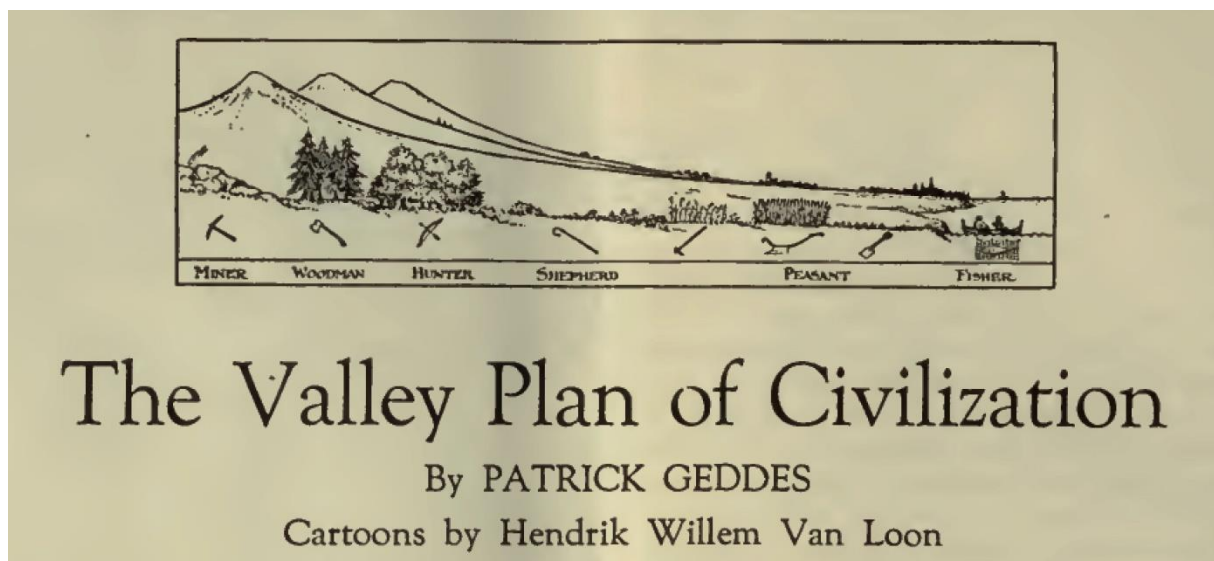 MINER WOODMAN HUNTER SHEPHERD PEASANT FISHER
The Valley Plan of Civilization
By PATRICK GEDDES
Cartoons by Hendrik Willem Van Loon